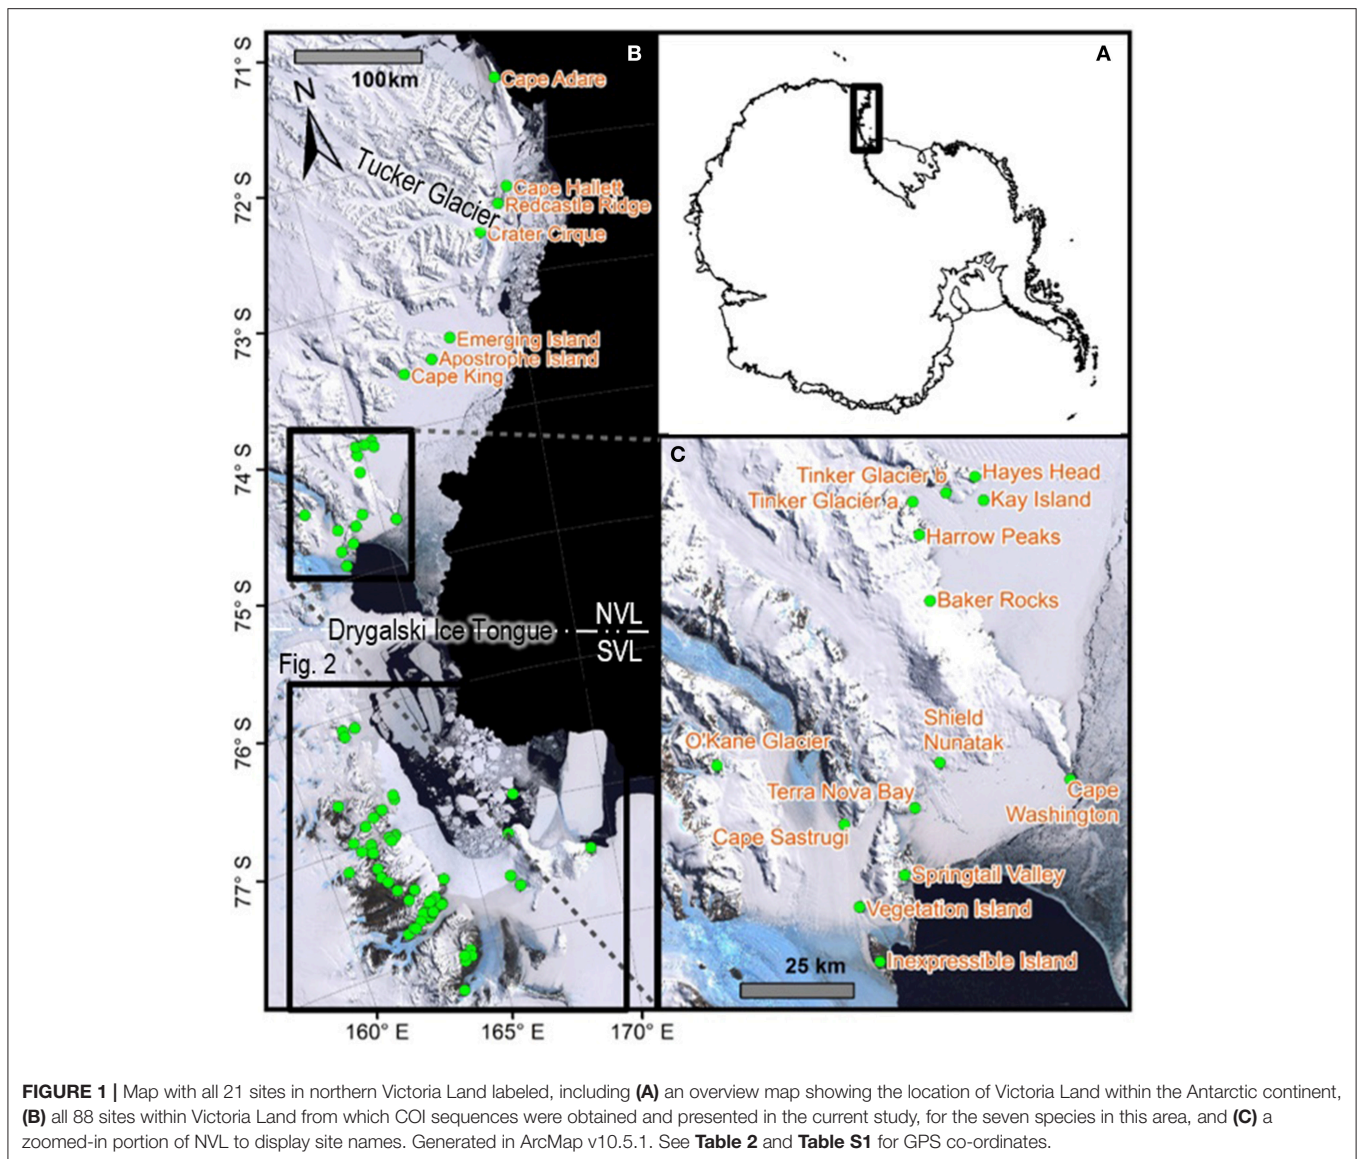 71° S
72° S
73° S
74° S
75° S
76° S
77° S
B
100km
N
Cape Adare
Tucker Glacier
Cape Hallett
Redcastle Ridge
Crater Cirque
Emerging Island
Apostrophe Island
Cape King
NVL
Drygalski Ice Tongue
SVL
Fig. 2
160° E
165° E
170° E
A
C
Tinker Glacier b
Hayes Head
Tinker Glacier a
Kay Island
Harrow Peaks
Baker Rocks
Shield
Nunatak
O'Kane Glacier
Terra Nova Bay
Cape
Washington
Cape Sastrugi
Springtail Valley
Vegetation Island
Inexpressible Island
25 km
FIGURE 1 | Map with all 21 sites in northern Victoria Land labeled, including (A) an overview map showing the location of Victoria Land within the Antarctic continent,
(B) all 88 sites within Victoria Land from which COI sequences were obtained and presented in the current study, for the seven species in this area, and (C) a
zoomed-in portion of NVL to display site names. Generated in ArcMap v10.5.1. See Table 2 and Table S1 for GPS co-ordinates.